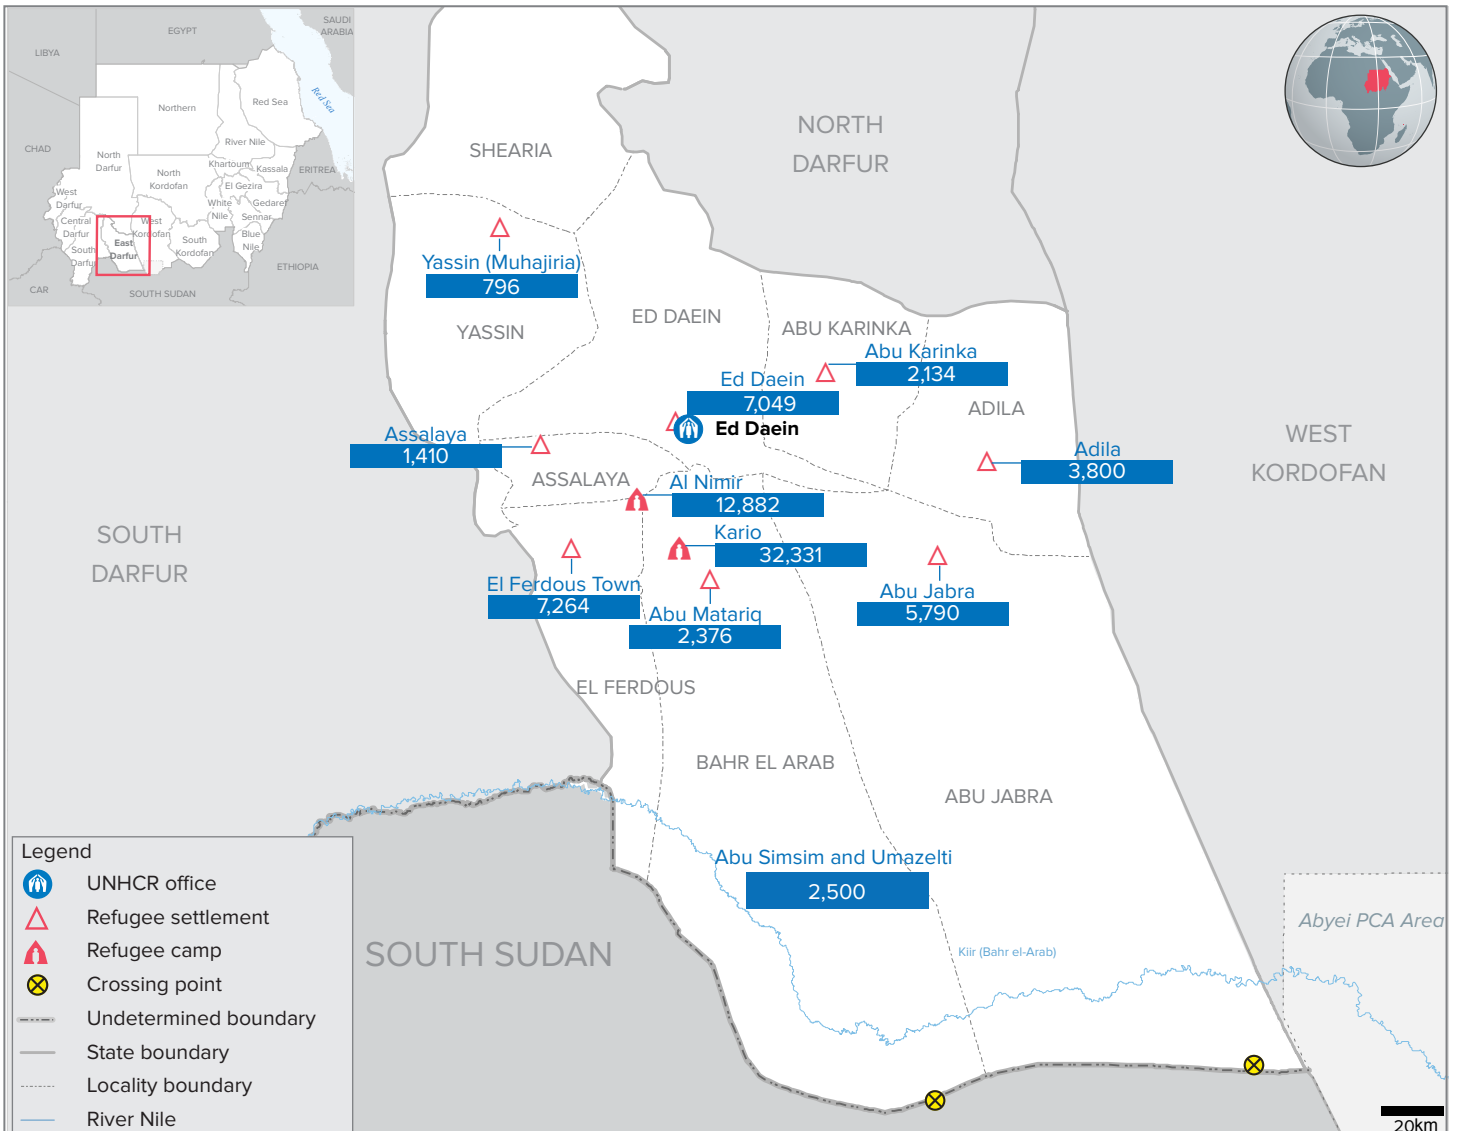 SAUDI
ARABIA
EGYPT
LIBYA
Red Sea
Northern
Red Sea
River Nile
CHAD
North
Darfur
Khartoum
Kassala
ERITREA
North
Kordofan
El Gezira
West
Darfur
White
Nile
Gedaref
Sennar
Central
Darfur
West
Kordofan
South
Kordofan
Blue
Nile
East
Darfur
South
Darfur
ETHIOPIA
CAR
SOUTH SUDAN
NORTH
DARFUR
SHEARIA
Yassin (Muhajiria)
796
YASSIN
ED DAEIN
ABU KARINKA
Abu Karinka
2,134
Ed Daein
7,049
Ed Daein
ADILA
Assalaya
1,410
Adila
3,800
WEST
KORDOFAN
ASSALAYA
Al Nimir
12,882
Kario
32,331
SOUTH
DARFUR
El Ferdous Town
7,264
Abu Matariq
2,376
Abu Jabra
5,790
EL FERDOUS
BAHR EL ARAB
ABU JABRA
Abu Simsim and Umazelti
2,500
Abyei PCA Area
SOUTH SUDAN
Kiir (Bahr el-Arab)
Legend
UNHCR office
Refugee settlement
Refugee camp
Crossing point
Undetermined boundary
State boundary
Locality boundary
River Nile
20km